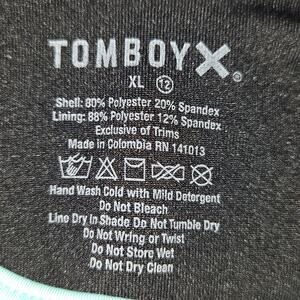 TOMBOYX®
XL 12
Shell: 80% Polyester 20% Spandex
Lining: 88% Polyester 12% Spandex
Exclusive of Trims
Made in Colombia RN 141013
Hand Wash Cold with Mild Detergent
Do Not Bleach
Line Dry in Shade Do Not Tumble Dry
Do Not Wring or Twist
Do Not Store Wet
Do Not Dry Clean